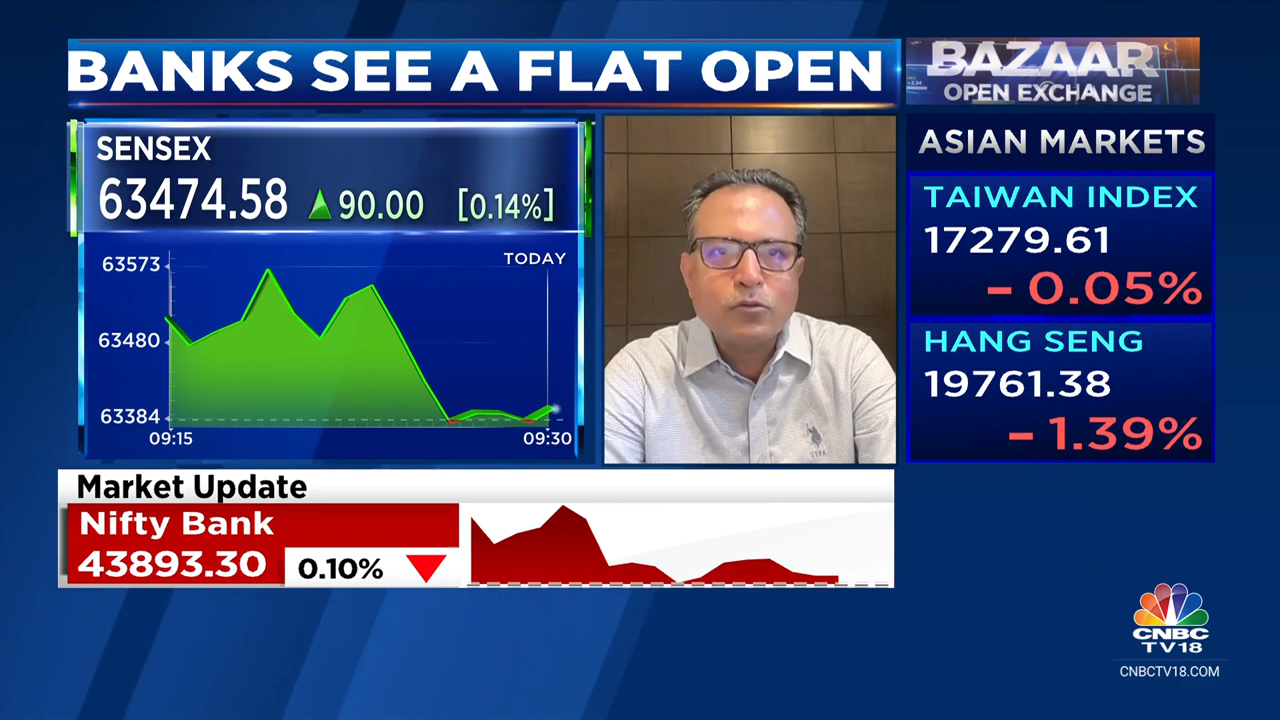 BANKS SEE A FLAT OPEN
BAZAAR
OPEN EXCHANGE
SENSEX
63474.58 ▲ 90.00 [0.14%]
TODAY
63573
63480
63384
09:15 09:30
ASIAN MARKETS
TAIWAN INDEX
17279.61
– 0.05%
HANG SENG
19761.38
– 1.39%
Market Update
Nifty Bank
43893.30 0.10% ▼
CNBC
TV18
CNBCTV18.COM